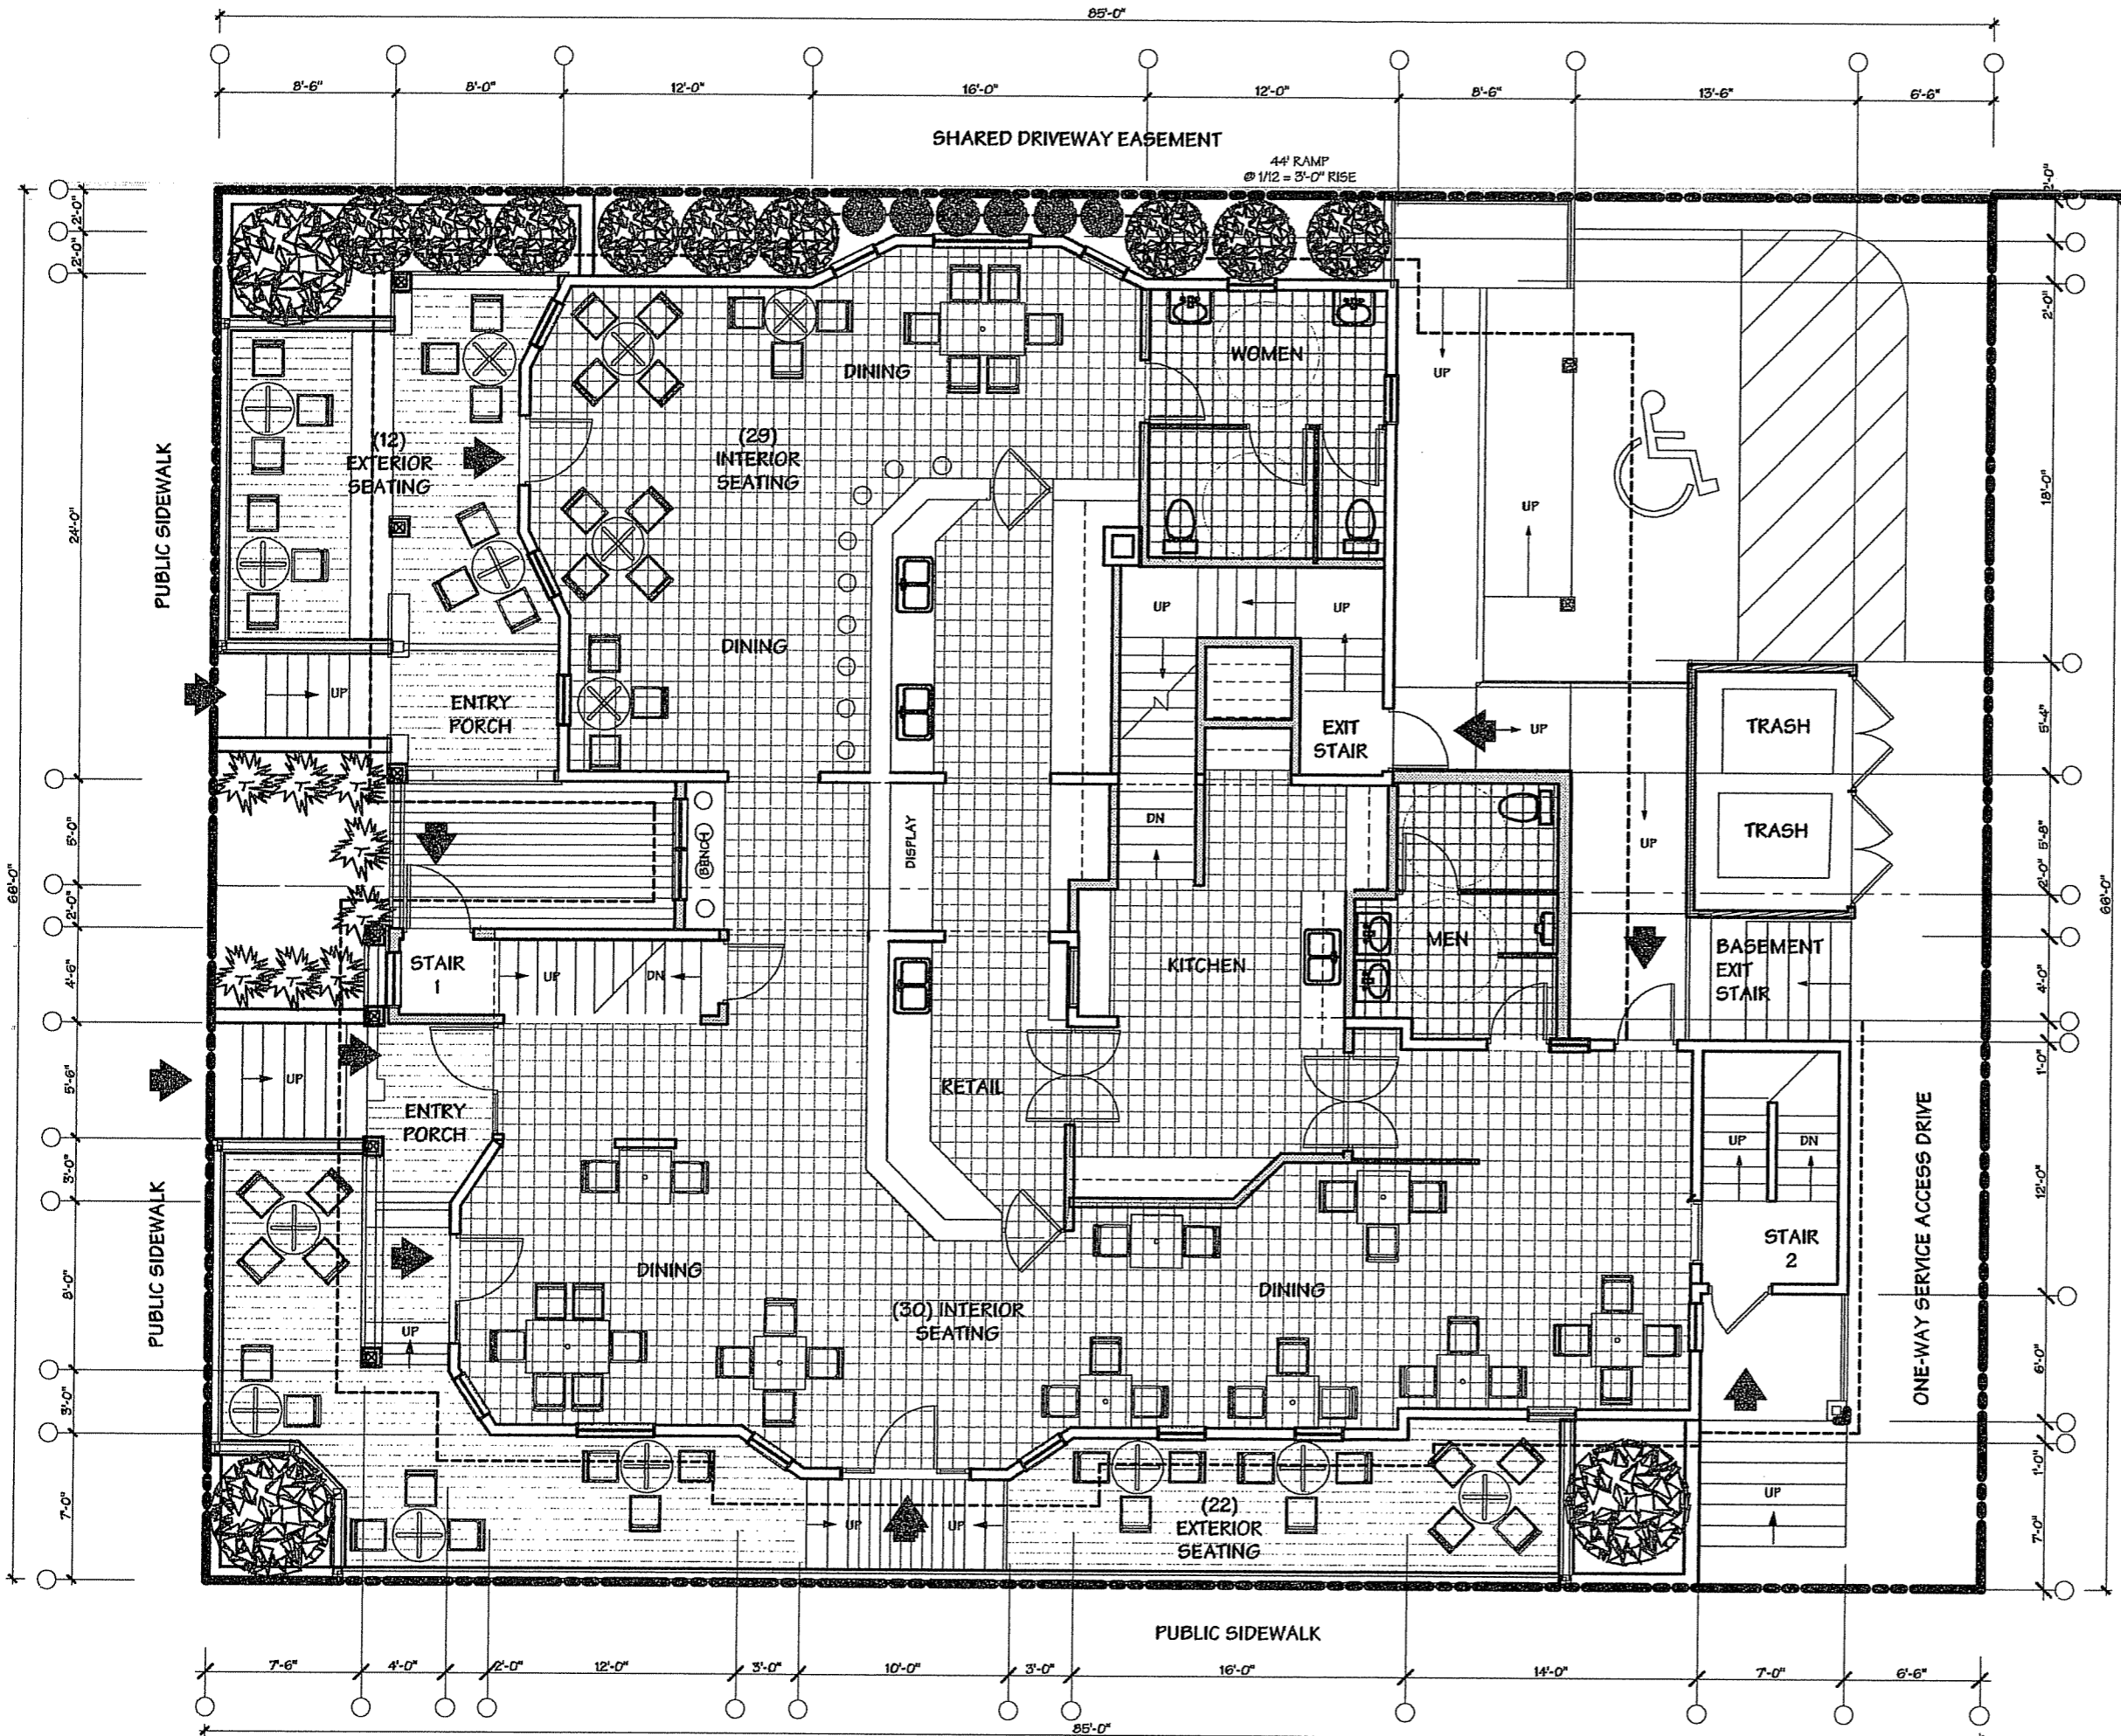 85'-0"
8'-6"
8'-0"
12'-0"
16'-0"
12'-0"
8'-6"
13'-6"
6'-6"
SHARED DRIVEWAY EASEMENT
44' RAMP
@ 1/12 = 3'-0" RISE
2'-0"
2'-0"
24'-0"
5'-0"
2'-0"
4'-6"
5'-6"
3'-0"
8'-0"
3'-0"
7'-0"
66'-0"
PUBLIC SIDEWALK
PUBLIC SIDEWALK
(12)
EXTERIOR
SEATING
DINING
(29)
INTERIOR
SEATING
WOMEN
UP
UP
DINING
UP
UP
UP
ENTRY
PORCH
EXIT
STAIR
UP
TRASH
TRASH
BENCH
DISPLAY
DN
UP
STAIR
1
UP
DN
KITCHEN
MEN
BASEMENT
EXIT
STAIR
UP
ENTRY
PORCH
RETAIL
UP
DN
STAIR
2
DINING
DINING
(30) INTERIOR
SEATING
UP
UP
UP
(22)
EXTERIOR
SEATING
UP
ONE-WAY SERVICE ACCESS DRIVE
2'-0"
2'-0"
18'-0"
5'-4"
5'-8"
2'-0"
4'-0"
1'-0"
12'-0"
6'-0"
1'-0"
7'-0"
66'-0"
PUBLIC SIDEWALK
7'-6"
4'-0"
2'-0"
12'-0"
3'-0"
10'-0"
3'-0"
16'-0"
14'-0"
7'-0"
6'-6"
85'-0"